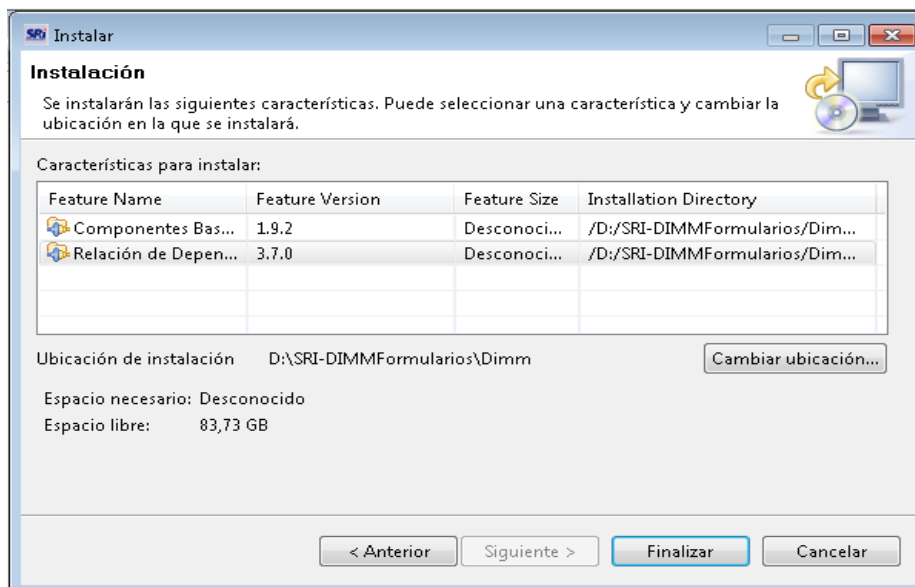 SRi Instalar
Instalación
Se instalarán las siguientes características. Puede seleccionar una característica y cambiar la
ubicación en la que se instalará.
Características para instalar:
Feature Name Feature Version Feature Size Installation Directory
Componentes Bas... 1.9.2 Desconoci... /D:/SRI-DIMMFormularios/Dim...
Relación de Depen... 3.7.0 Desconoci... /D:/SRI-DIMMFormularios/Dim...
Ubicación de instalación D:\SRI-DIMMFormularios\Dimm Cambiar ubicación...
Espacio necesario: Desconocido
Espacio libre: 83,73 GB
< Anterior Siguiente > Finalizar Cancelar